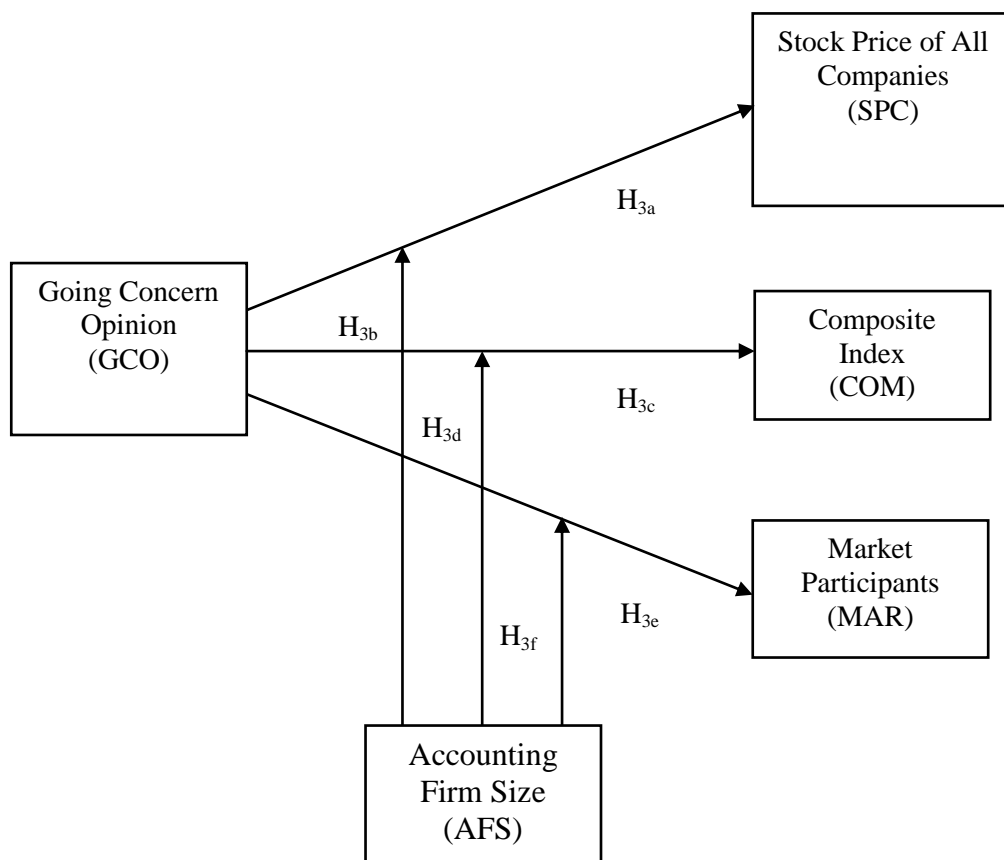 Stock Price of All
Companies
(SPC)
H3a
Going Concern
Opinion
(GCO)
H3b
Composite
Index
(COM)
H3c
H3d
Market
Participants
(MAR)
H3e
H3f
Accounting
Firm Size
(AFS)